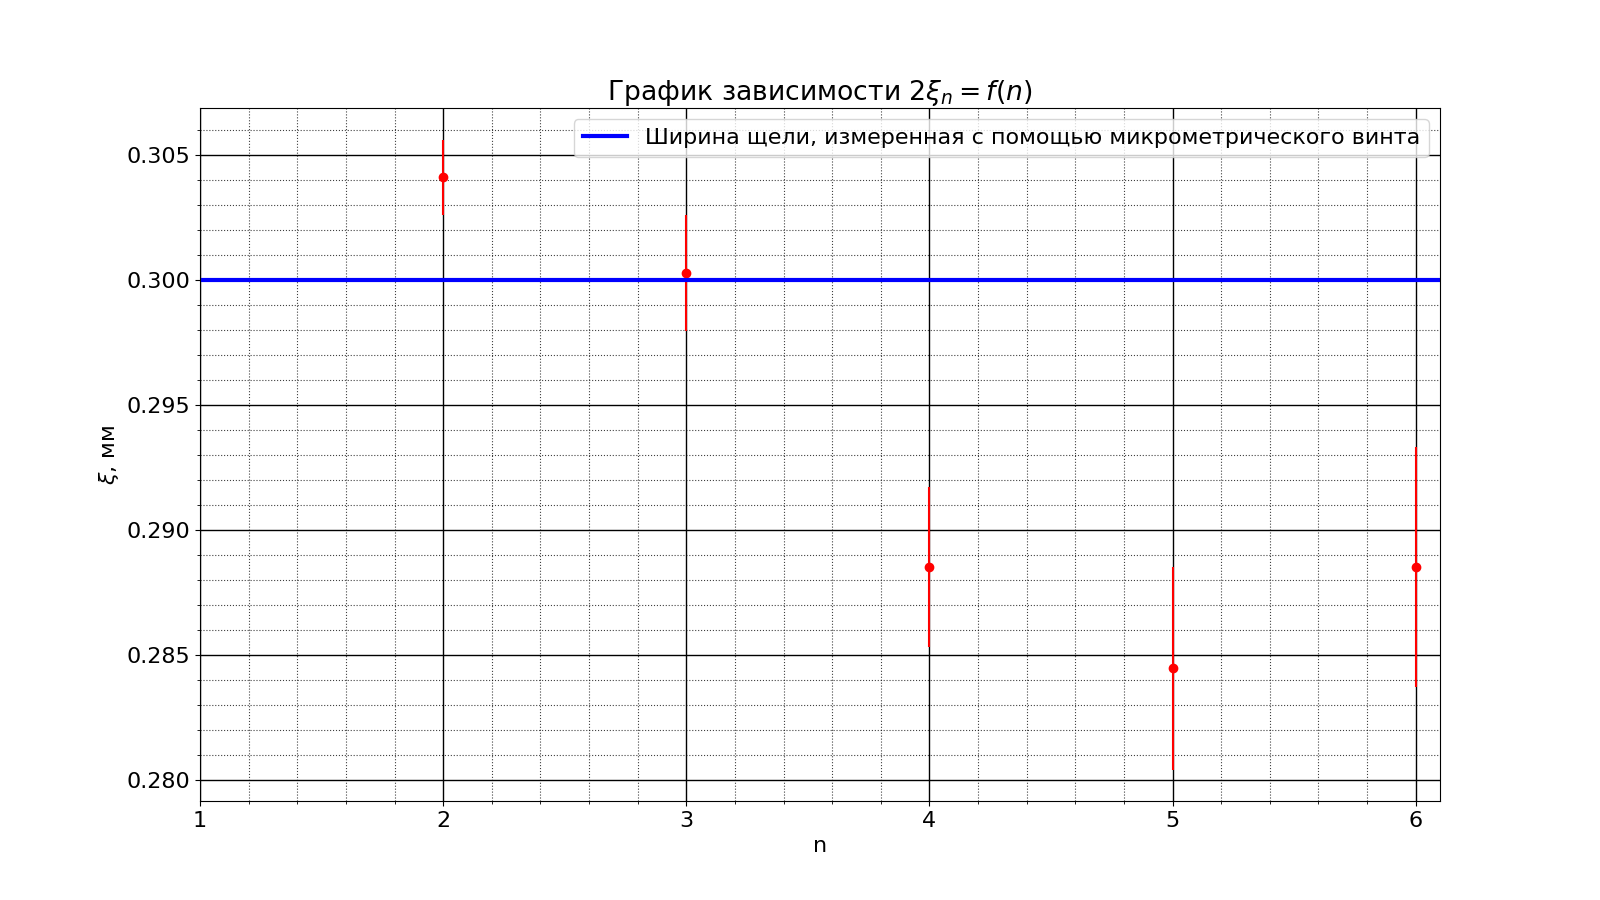 График зависимости 2ξₙ = f(n)
Ширина щели, измеренная с помощью микрометрического винта
ξ, мм
0.305
0.300
0.295
0.290
0.285
0.280
1 2 3 4 5 6
n